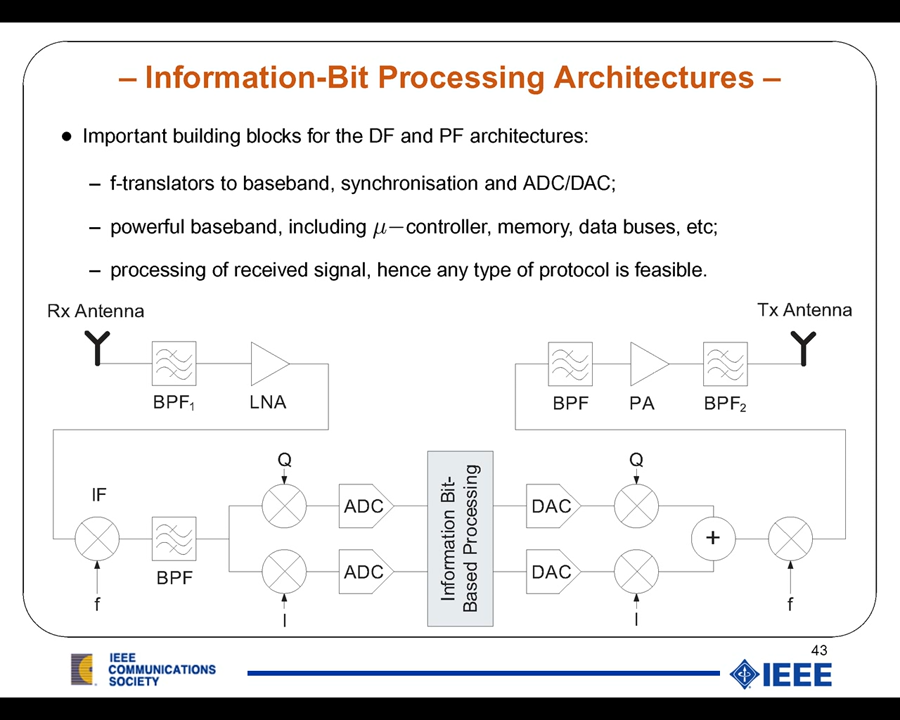 – Information-Bit Processing Architectures –
● Important building blocks for the DF and PF architectures:
– f-translators to baseband, synchronisation and ADC/DAC;
– powerful baseband, including μ−controller, memory, data buses, etc;
– processing of received signal, hence any type of protocol is feasible.
Rx Antenna
Tx Antenna
BPF₁
LNA
BPF
PA
BPF₂
IF
Q
Q
ADC
DAC
Information Bit-
Based Processing
+
BPF
ADC
DAC
f
I
I
f
43
IEEE
COMMUNICATIONS
SOCIETY
IEEE